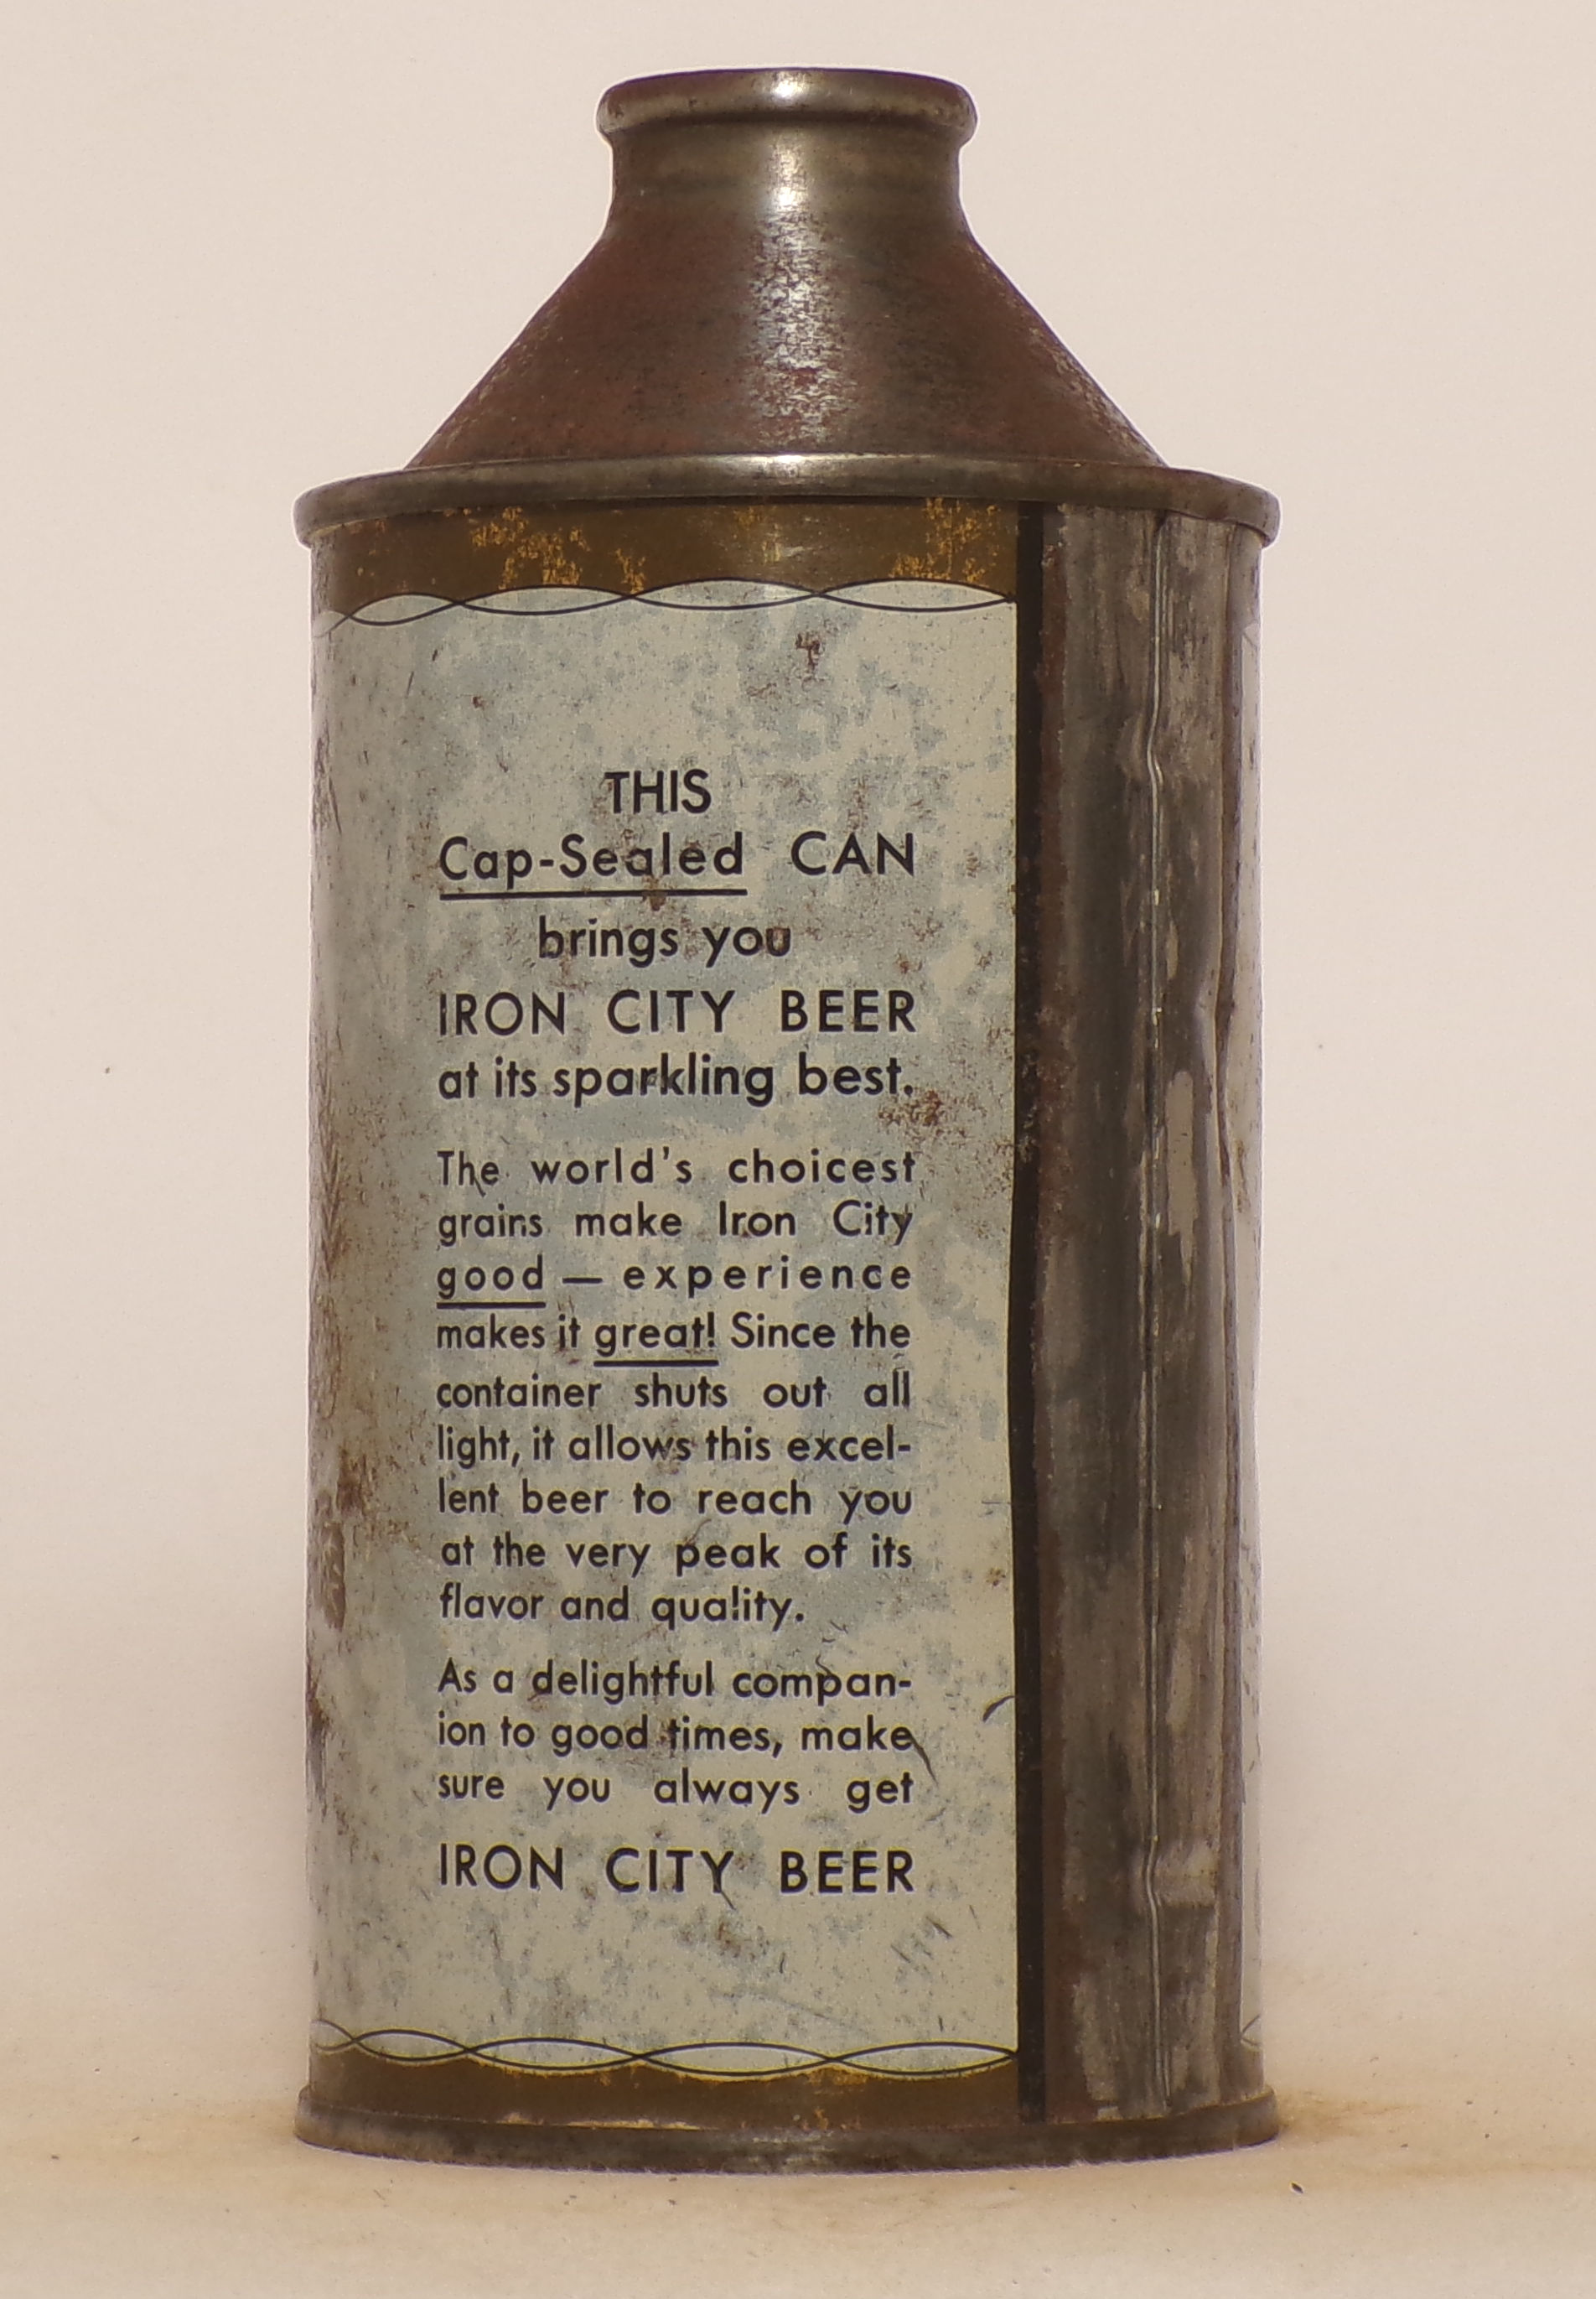 THIS
Cap-Sealed CAN
brings you
IRON CITY BEER
at its sparkling best.
The world's choicest
grains make Iron City
good — experience
makes it great! Since the
container shuts out all
light, it allows this excel-
lent beer to reach you
at the very peak of its
flavor and quality.
As a delightful compan-
ion to good times, make
sure you always get
IRON CITY BEER